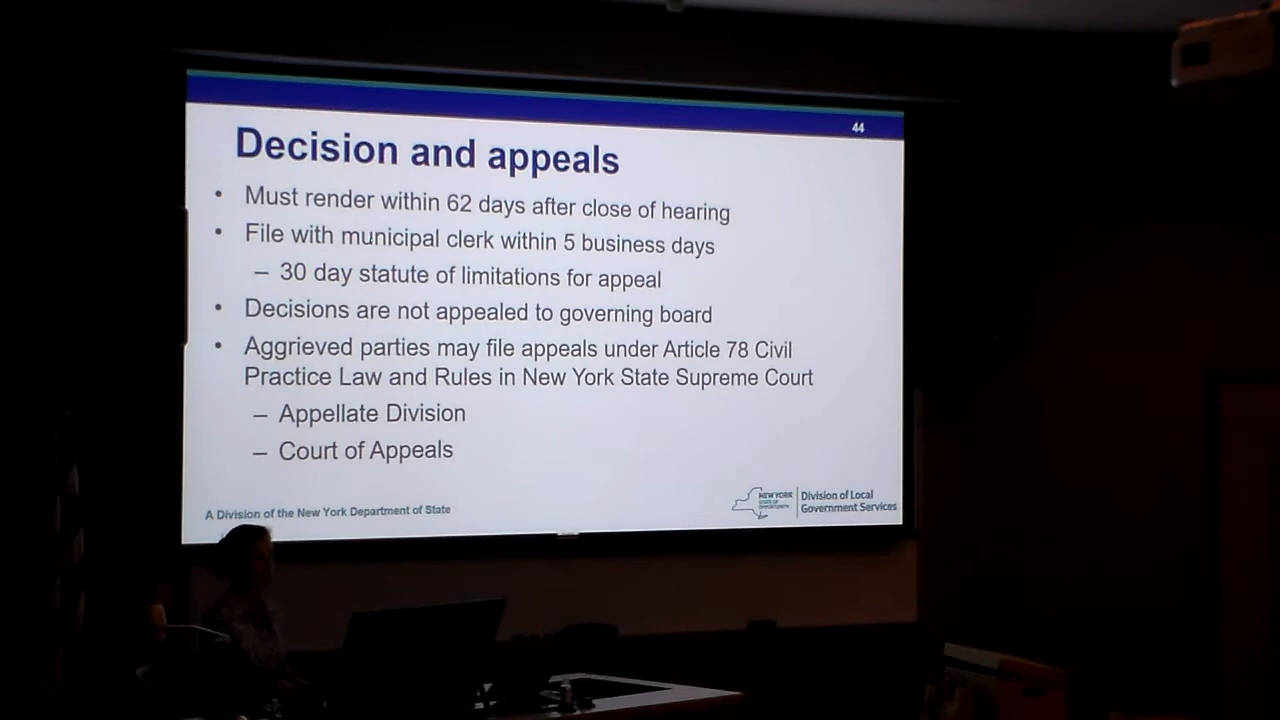 44
Decision and appeals
• Must render within 62 days after close of hearing
• File with municipal clerk within 5 business days
– 30 day statute of limitations for appeal
• Decisions are not appealed to governing board
• Aggrieved parties may file appeals under Article 78 Civil
Practice Law and Rules in New York State Supreme Court
– Appellate Division
– Court of Appeals
A Division of the New York Department of State
NEW YORK
STATE OF
OPPORTUNITY
Division of Local
Government Services